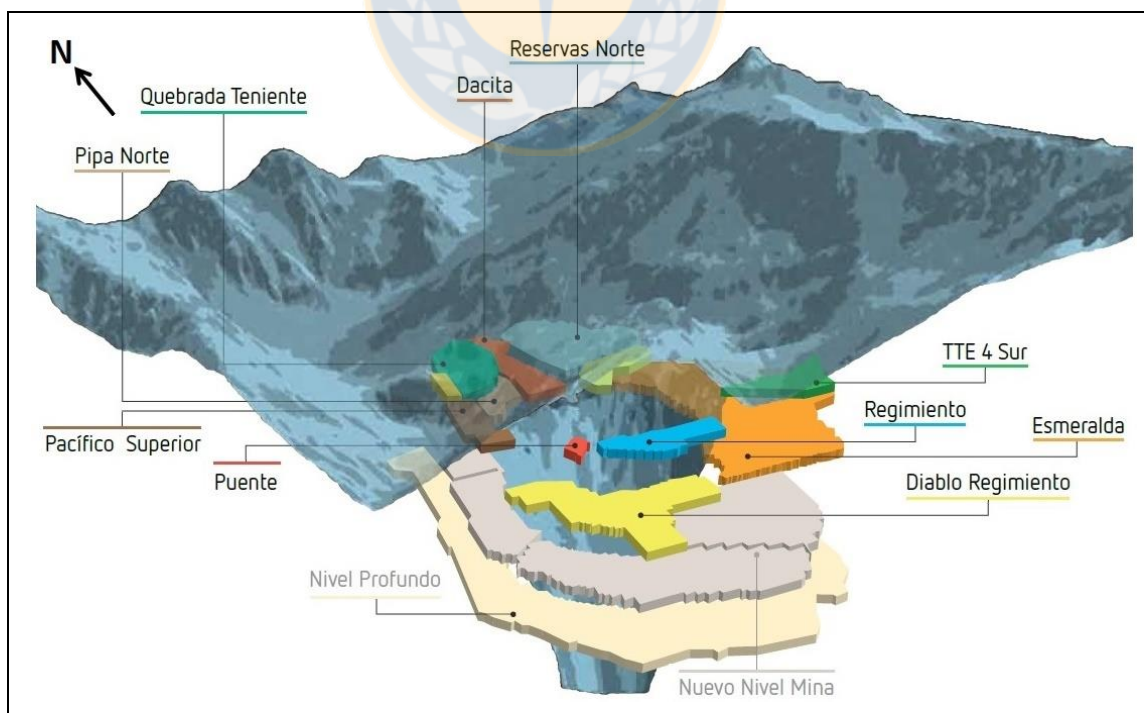 N
Reservas Norte
Dacita
Quebrada Teniente
Pipa Norte
TTE 4 Sur
Regimiento
Esmeralda
Pacífico Superior
Puente
Diablo Regimiento
Nivel Profundo
Nuevo Nivel Mina